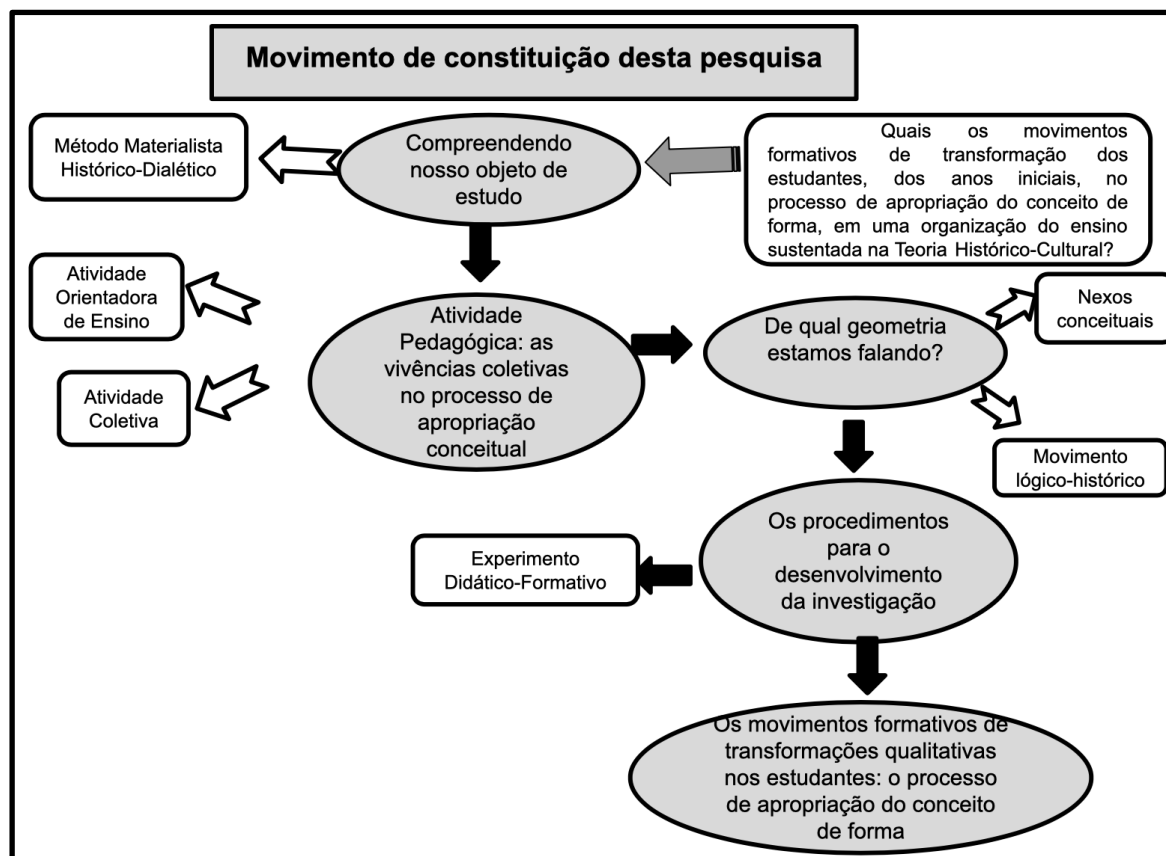 Movimento de constituição desta pesquisa
Método Materialista
Histórico-Dialético
Compreendendo
nosso objeto de
estudo
Quais os movimentos
formativos de transformação dos
estudantes, dos anos iniciais, no
processo de apropriação do conceito de
forma, em uma organização do ensino
sustentada na Teoria Histórico-Cultural?
Atividade
Orientadora
de Ensino
Atividade
Coletiva
Atividade
Pedagógica: as
vivências coletivas
no processo de
apropriação
conceitual
De qual geometria
estamos falando?
Nexos
conceituais
Movimento
lógico-histórico
Os procedimentos
para o
desenvolvimento
da investigação
Experimento
Didático-Formativo
Os movimentos formativos de
transformações qualitativas
nos estudantes: o processo
de apropriação do conceito
de forma